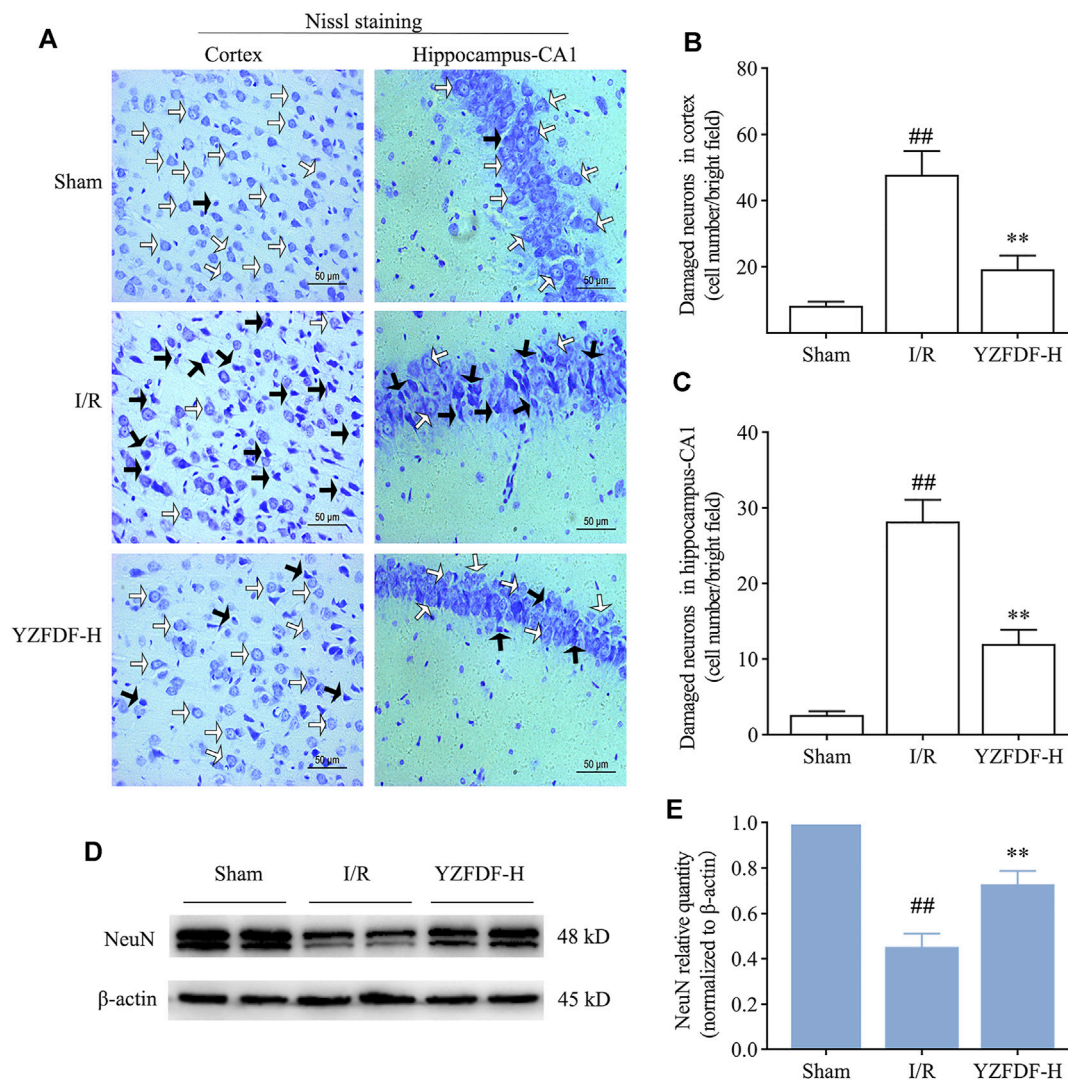 Nissl staining
A
Cortex
Hippocampus-CA1
Sham
50 µm
50 µm
I/R
50 µm
50 µm
YZFDF-H
50 µm
50 µm
B
Damaged neurons in cortex
(cell number/bright field)
80
60
40
20
##
**
Sham
I/R
YZFDF-H
C
Damaged neurons in hippocampus-CA1
(cell number/bright field)
40
30
20
10
0
##
**
Sham
I/R
YZFDF-H
D
Sham
I/R
YZFDF-H
NeuN
48 kD
β-actin
45 kD
E
NeuN relative quantity
(normalized to β-actin)
1.0
0.8
0.6
0.4
0.2
0.0
##
**
Sham
I/R
YZFDF-H